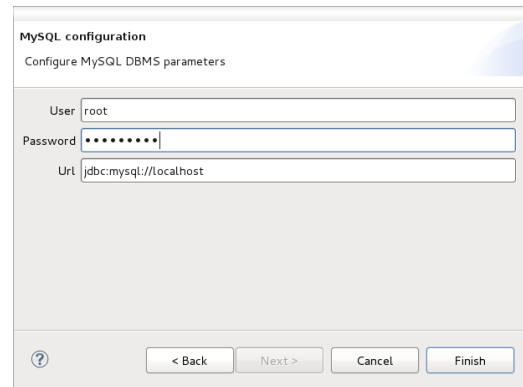 MySQL configuration
Configure MySQL DBMS parameters
User root
Password •••••••••
Url jdbc:mysql://localhost
? < Back Next > Cancel Finish